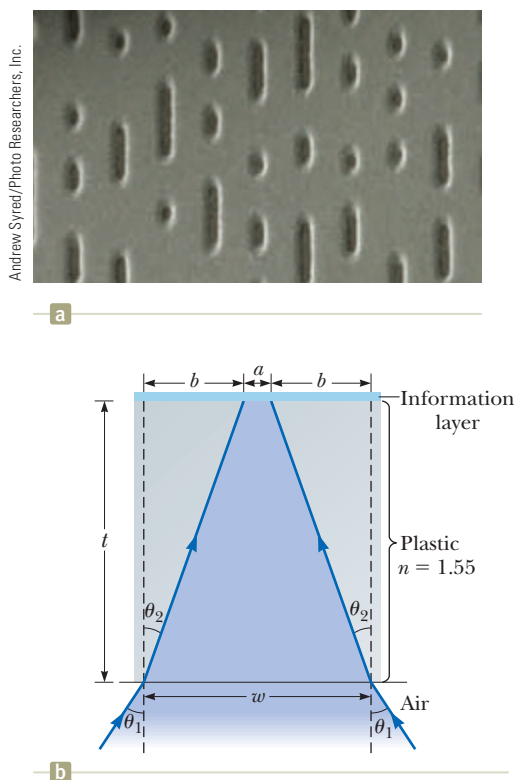 Andrew Syred/Photo Researchers, Inc.
a
b
a
b
Information
layer
t
Plastic
n = 1.55
θ2
θ2
w
Air
θ1
θ1
b